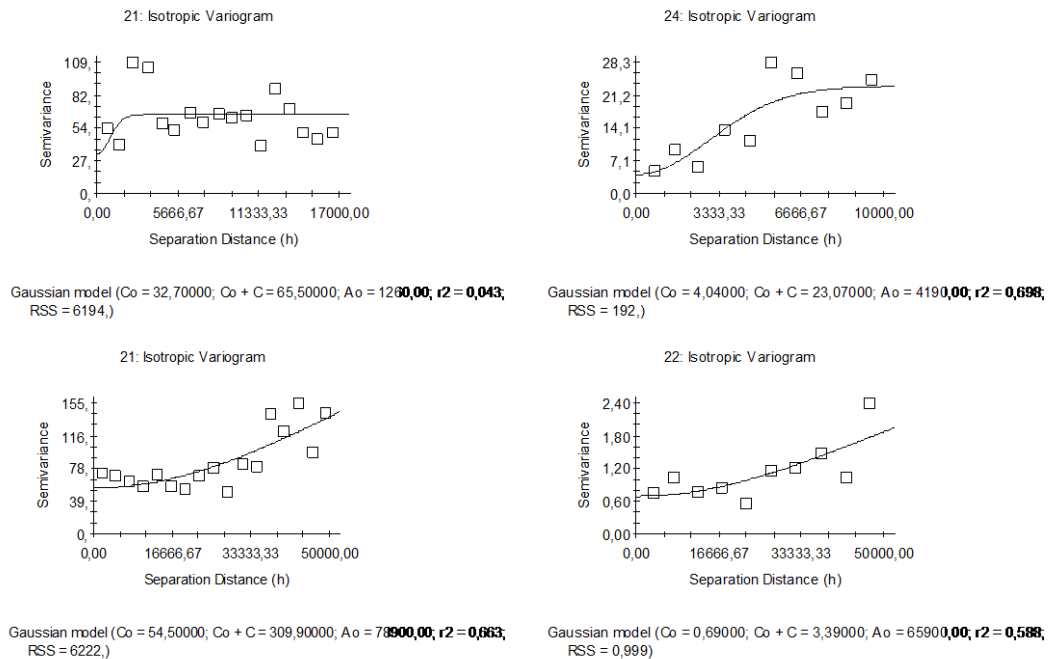 21: Isotropic Variogram
109,
82,
54,
27,
0,
0,00 5666,67 11333,33 17000,00
Semivariance
Separation Distance (h)
Gaussian model (Co = 32,70000; Co + C = 65,50000; Ao = 1260,00; r2 = 0,043;
RSS = 6194,)
24: Isotropic Variogram
28,3
21,2
14,1
7,1
0,0
0,00 3333,33 6666,67 10000,00
Semivariance
Separation Distance (h)
Gaussian model (Co = 4,04000; Co + C = 23,07000; Ao = 4190,00; r2 = 0,698;
RSS = 192,)
21: Isotropic Variogram
155,
116,
78,
39,
0,
0,00 16666,67 33333,33 50000,00
Semivariance
Separation Distance (h)
Gaussian model (Co = 54,50000; Co + C = 309,90000; Ao = 78900,00; r2 = 0,663;
RSS = 6222,)
22: Isotropic Variogram
2,40
1,80
1,20
0,60
0,00
0,00 16666,67 33333,33 50000,00
Semivariance
Separation Distance (h)
Gaussian model (Co = 0,69000; Co + C = 3,39000; Ao = 65900,00; r2 = 0,588;
RSS = 0,999)